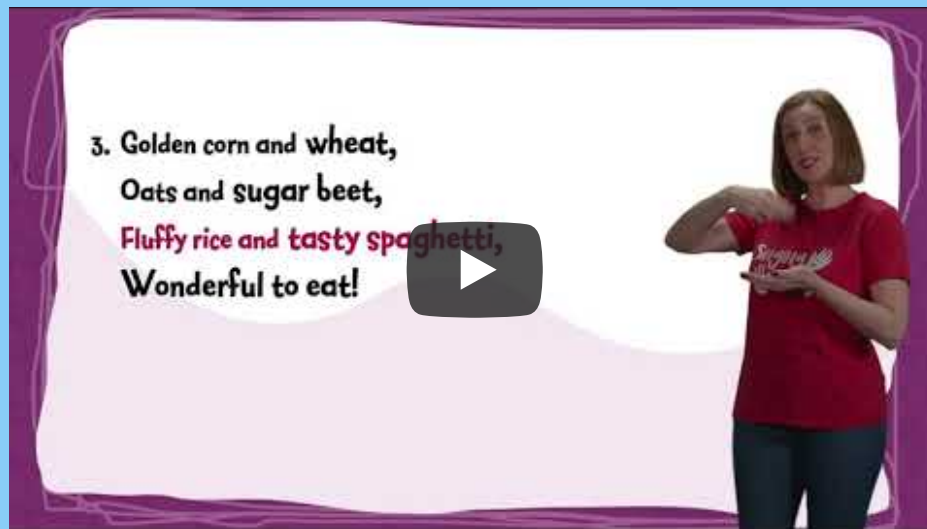 3. Golden corn and wheat,
Oats and sugar beet,
Fluffy rice and tasty spaghetti,
Wonderful to eat!